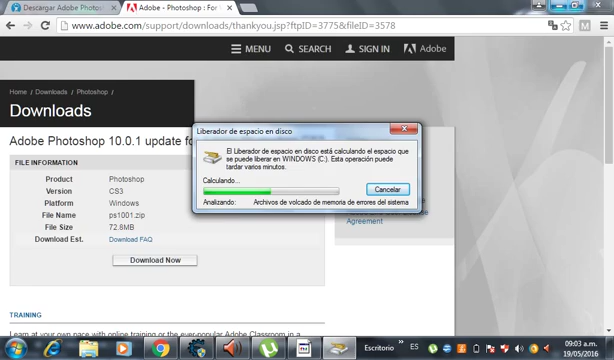 Descargar Adobe Photosh
Adobe - Photoshop : For W
www.adobe.com/support/downloads/thankyou.jsp?ftpID=3775&fileID=3578
MENU
SEARCH
SIGN IN
Adobe
Home / Downloads / Photoshop /
Downloads
Adobe Photoshop 10.0.1 update fo
FILE INFORMATION
Product Photoshop
Version CS3
Platform Windows
File Name ps1001.zip
File Size 72.8MB
Download Est. Download FAQ
Download Now
Agreement
Liberador de espacio en disco
El Liberador de espacio en disco está calculando el espacio que
se puede liberar en WINDOWS (C:). Esta operación puede
tardar varios minutos.
Calculando...
Cancelar
Analizando: Archivos de volcado de memoria de errores del sistema
TRAINING
Learn at your own pace with online training or the ever-popular Adobe Classroom in a
Escritorio
ES
09:03 a.m.
19/05/2016